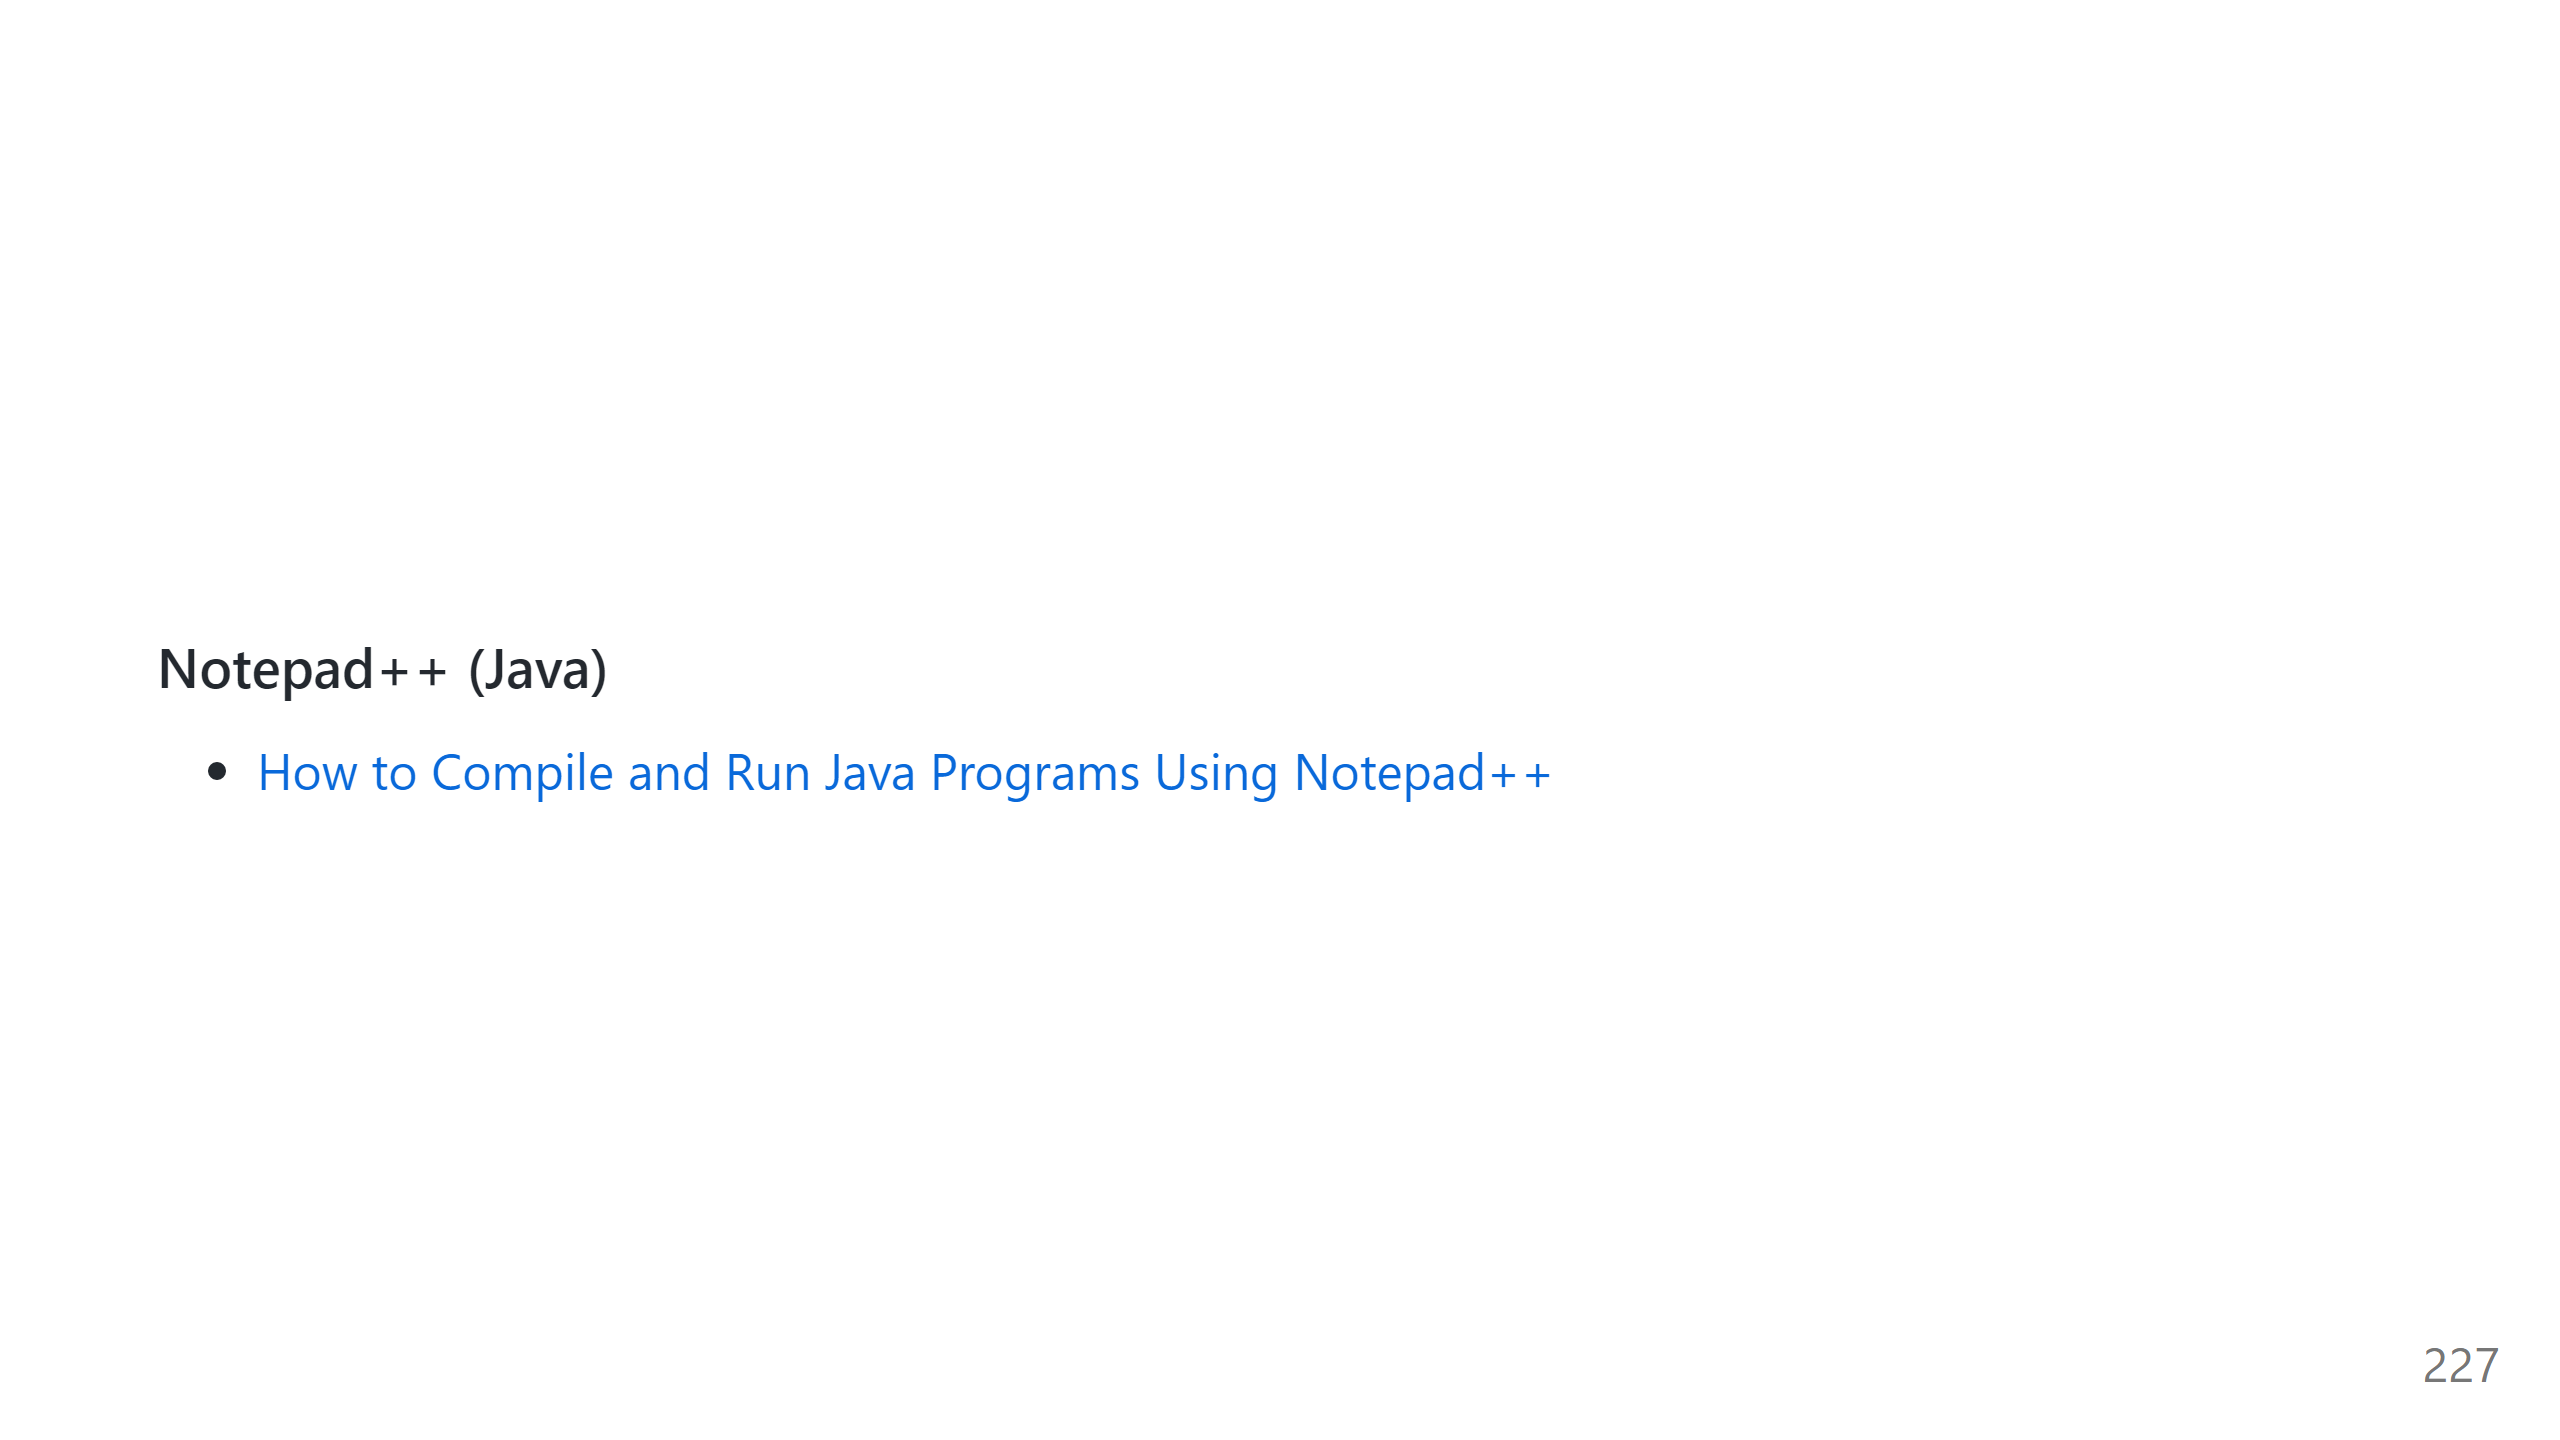 Notepad++ (Java)
• How to Compile and Run Java Programs Using Notepad++
227